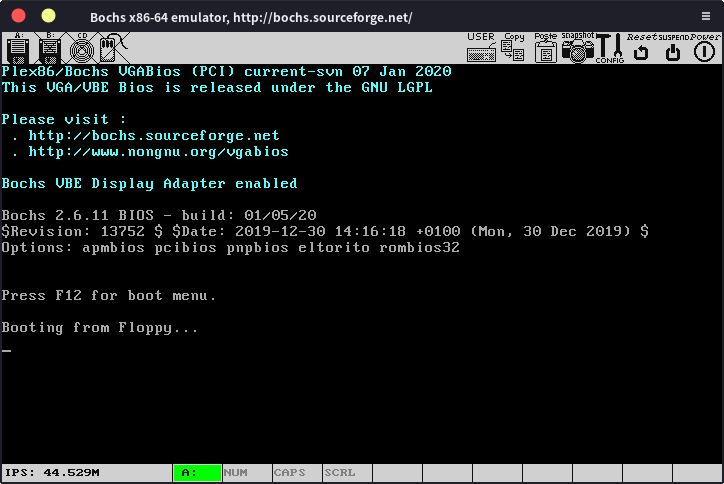 Bochs x86-64 emulator, http://bochs.sourceforge.net/
A: B: CD USER Copy Paste snapshot CONFIG Reset SUSPEND Power
Plex86/Bochs VGABios (PCI) current-svn 07 Jan 2020
This VGA/VBE Bios is released under the GNU LGPL
Please visit :
. http://bochs.sourceforge.net
. http://www.nongnu.org/vgabios
Bochs VBE Display Adapter enabled
Bochs 2.6.11 BIOS - build: 01/05/20
$Revision: 13752 $ $Date: 2019-12-30 14:16:18 +0100 (Mon, 30 Dec 2019) $
Options: apmbios pcibios pnpbios eltorito rombios32
Press F12 for boot menu.
Booting from Floppy...
_
IPS: 44.529M A: NUM CAPS SCRL